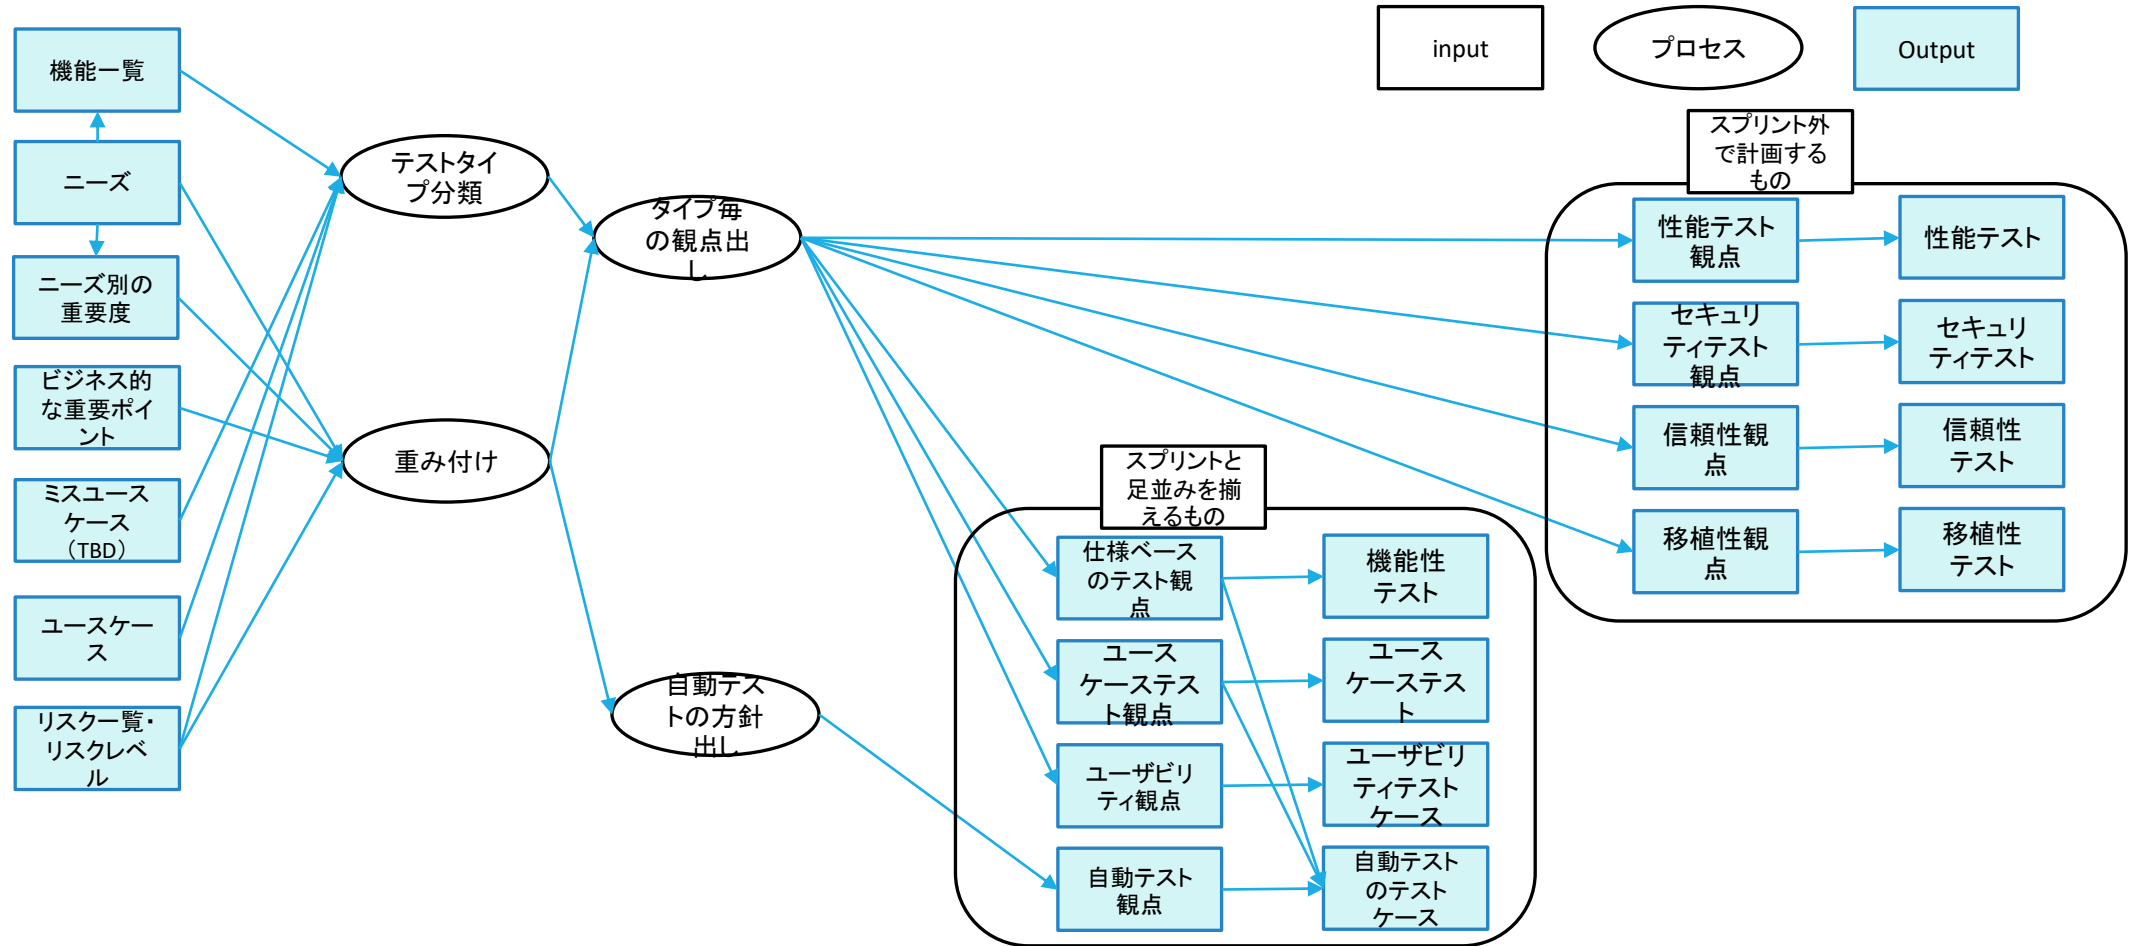 input
プロセス
Output
機能一覧
ニーズ
ニーズ別の
重要度
ビジネス的
な重要ポイ
ント
ミスユース
ケース
（TBD）
ユースケー
ス
リスク一覧・
リスクレベ
ル
テストタイ
プ分類
重み付け
タイプ毎
の観点出
し
自動テス
トの方針
出し
スプリントと
足並みを揃
えるもの
仕様ベース
のテスト観
点
機能性
テスト
ユース
ケーステス
ト観点
ユース
ケーステス
ト
ユーザビリ
ティ観点
ユーザビリ
ティテスト
ケース
自動テスト
観点
自動テスト
のテスト
ケース
スプリント外
で計画する
もの
性能テスト
観点
性能テスト
セキュリ
ティテスト
観点
セキュリ
ティテスト
信頼性観
点
信頼性
テスト
移植性観
点
移植性
テスト